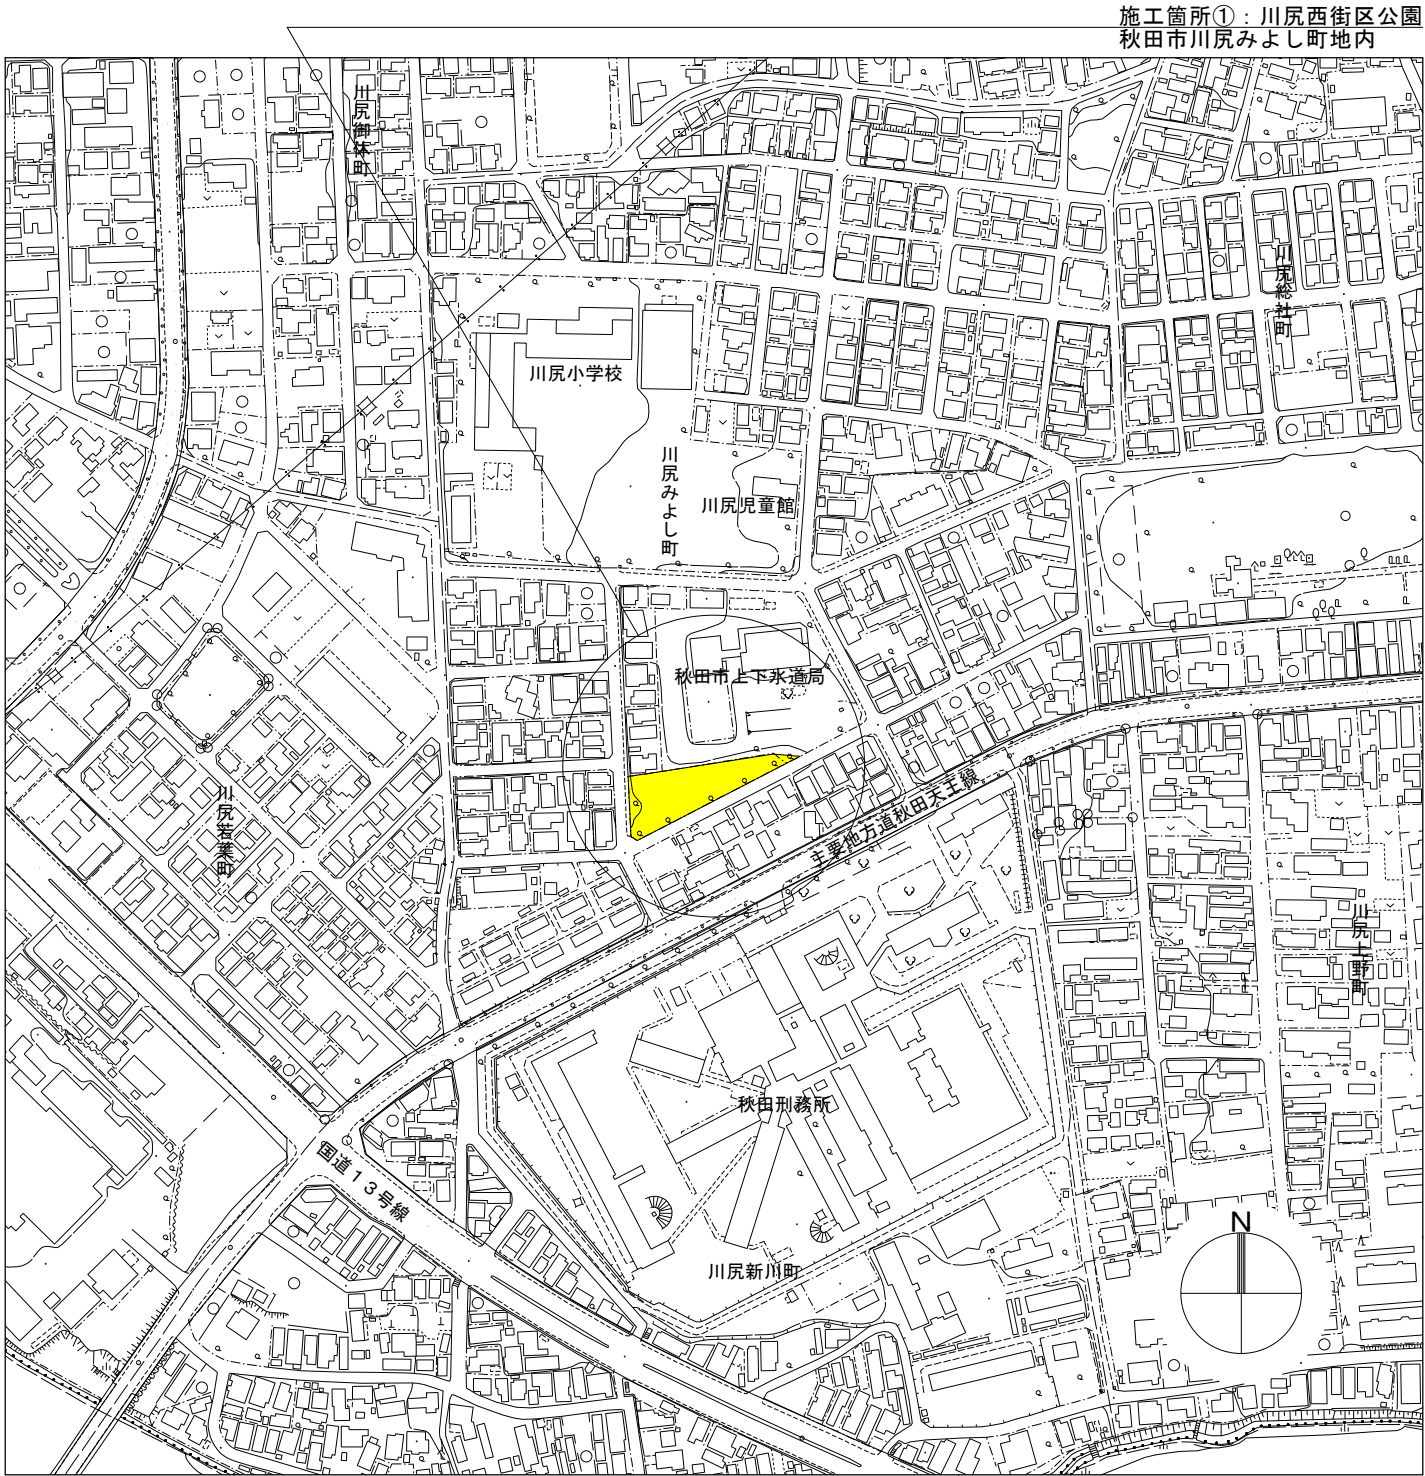 施工箇所①：川尻西街区公園
秋田市川尻みよし町地内
川尻御休町
川尻総社町
川尻小学校
川尻みよし町
川尻児童館
秋田市上下水道局
川尻若葉町
主要地方道秋田天王線
川尻上野町
秋田刑務所
国道13号線
川尻新川町
N